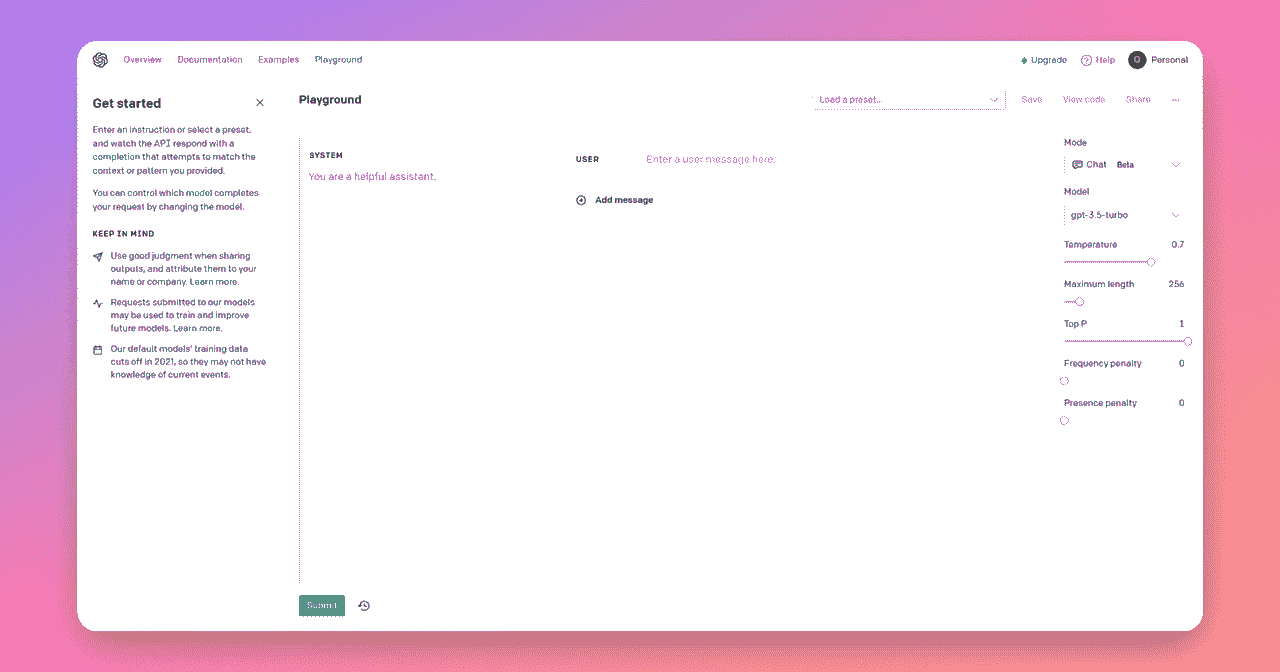 Overview Documentation Examples Playground
Upgrade Help O Personal
Get started
Enter an instruction or select a preset,
and watch the API respond with a
completion that attempts to match the
context or pattern you provided.
You can control which model completes
your request by changing the model.
KEEP IN MIND
Use good judgment when sharing
outputs, and attribute them to your
name or company. Learn more.
Requests submitted to our models
may be used to train and improve
future models. Learn more.
Our default models' training data
cuts off in 2021, so they may not have
knowledge of current events.
Playground
Load a preset...
Save View code Share ...
SYSTEM
You are a helpful assistant.
USER Enter a user message here.
Add message
Submit
Mode
Chat Beta
Model
gpt-3.5-turbo
Temperature 0.7
Maximum length 256
Top P 1
Frequency penalty 0
Presence penalty 0